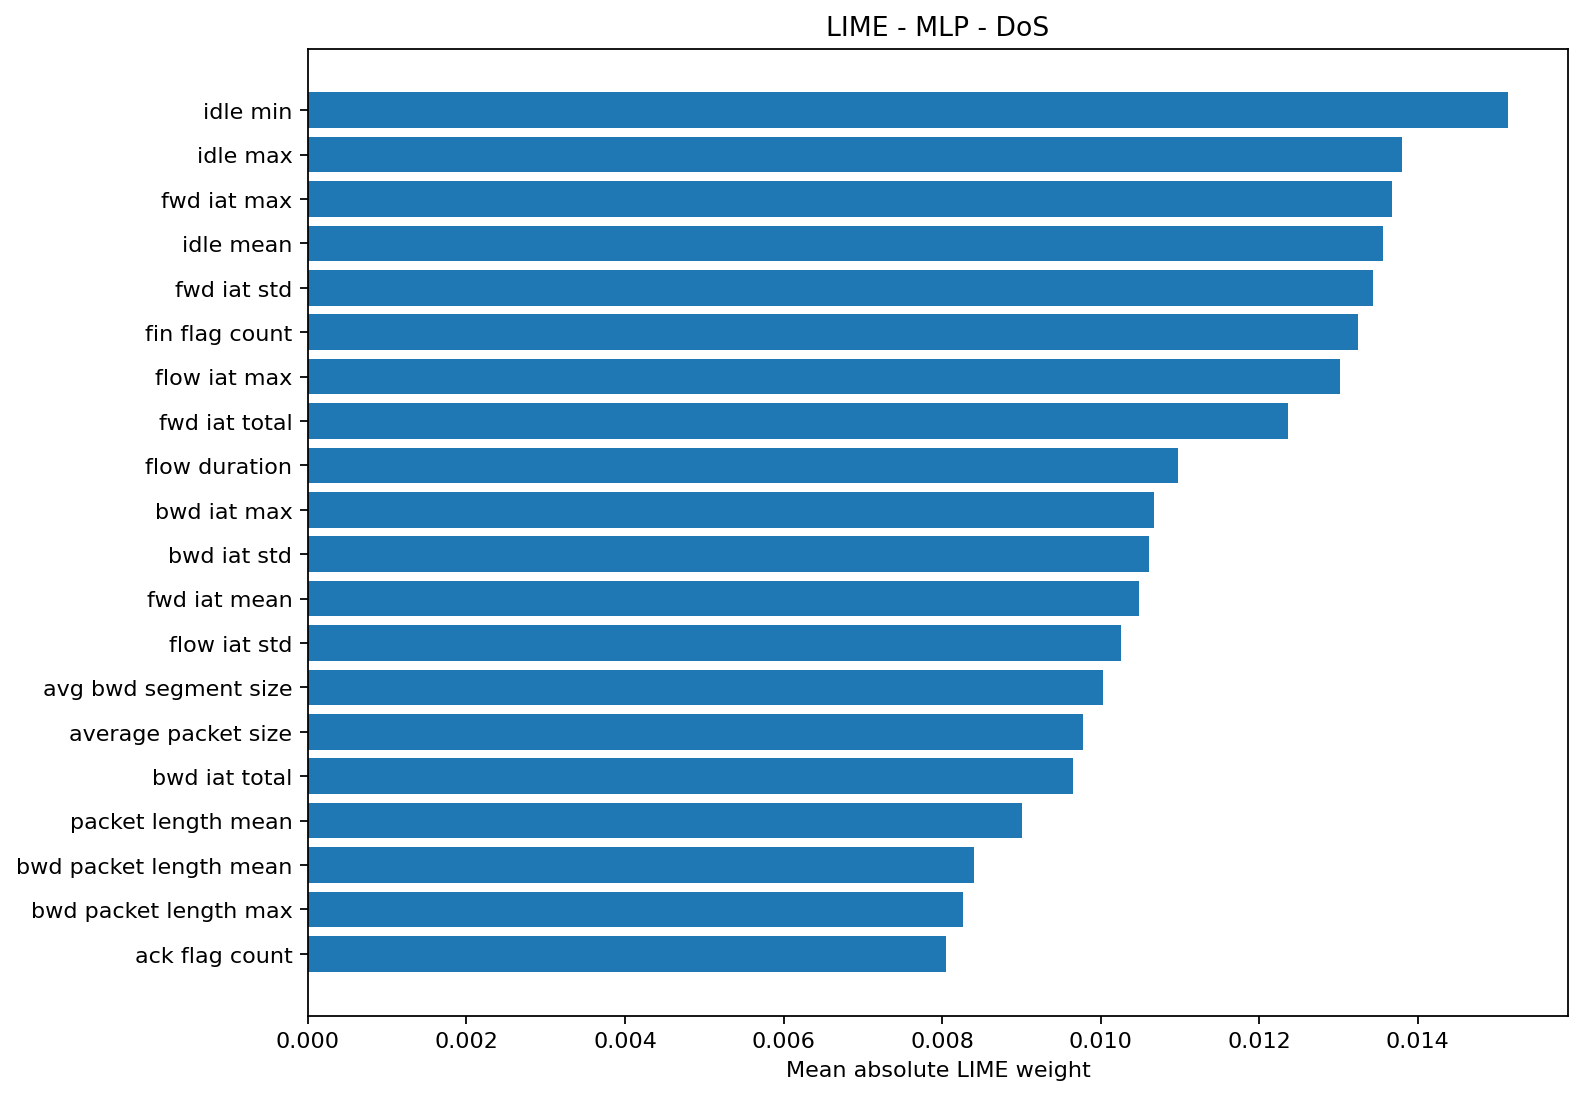 LIME - MLP - DoS
idle min
idle max
fwd iat max
idle mean
fwd iat std
fin flag count
flow iat max
fwd iat total
flow duration
bwd iat max
bwd iat std
fwd iat mean
flow iat std
avg bwd segment size
average packet size
bwd iat total
packet length mean
bwd packet length mean
bwd packet length max
ack flag count
0.000 0.002 0.004 0.006 0.008 0.010 0.012 0.014
Mean absolute LIME weight